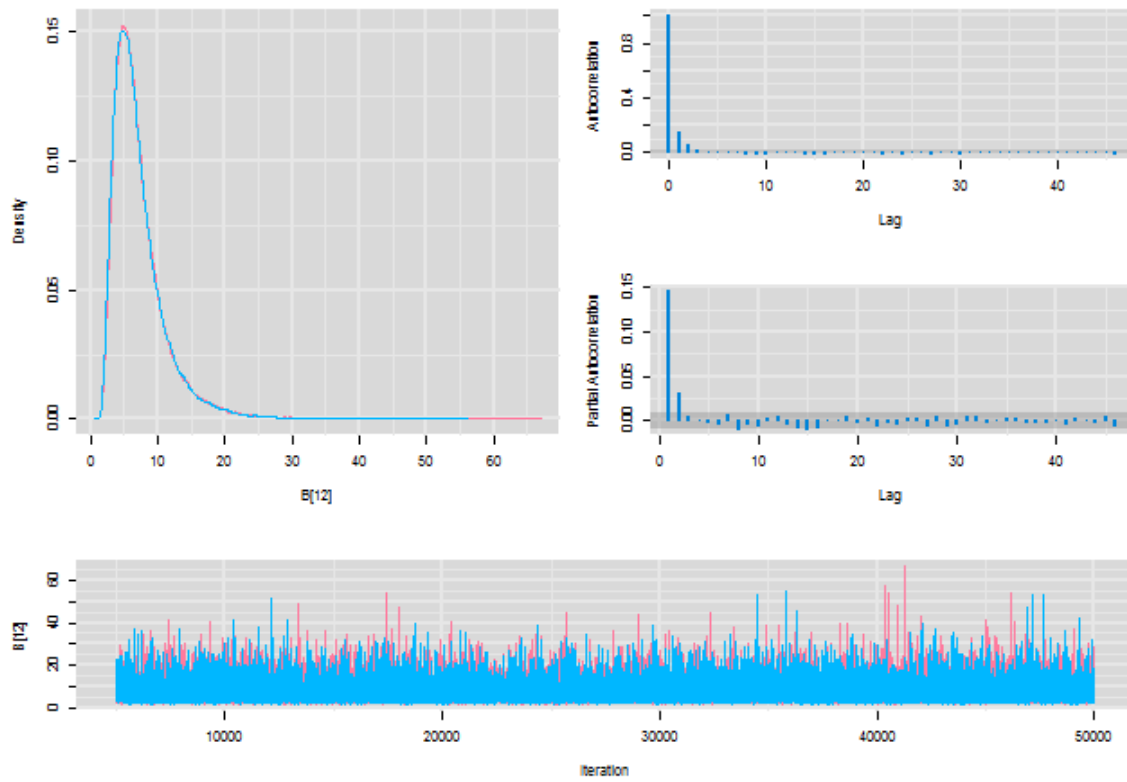 Density
0.00
0.05
0.10
0.15
0 10 20 30 40 50 60
B[12]
Autocorrelation
0.0
0.4
0.8
0 10 20 30 40
Lag
Partial Autocorrelation
0.00
0.05
0.10
0.15
0 10 20 30 40
Lag
B[12]
0
20
40
60
10000 20000 30000 40000 50000
Iteration